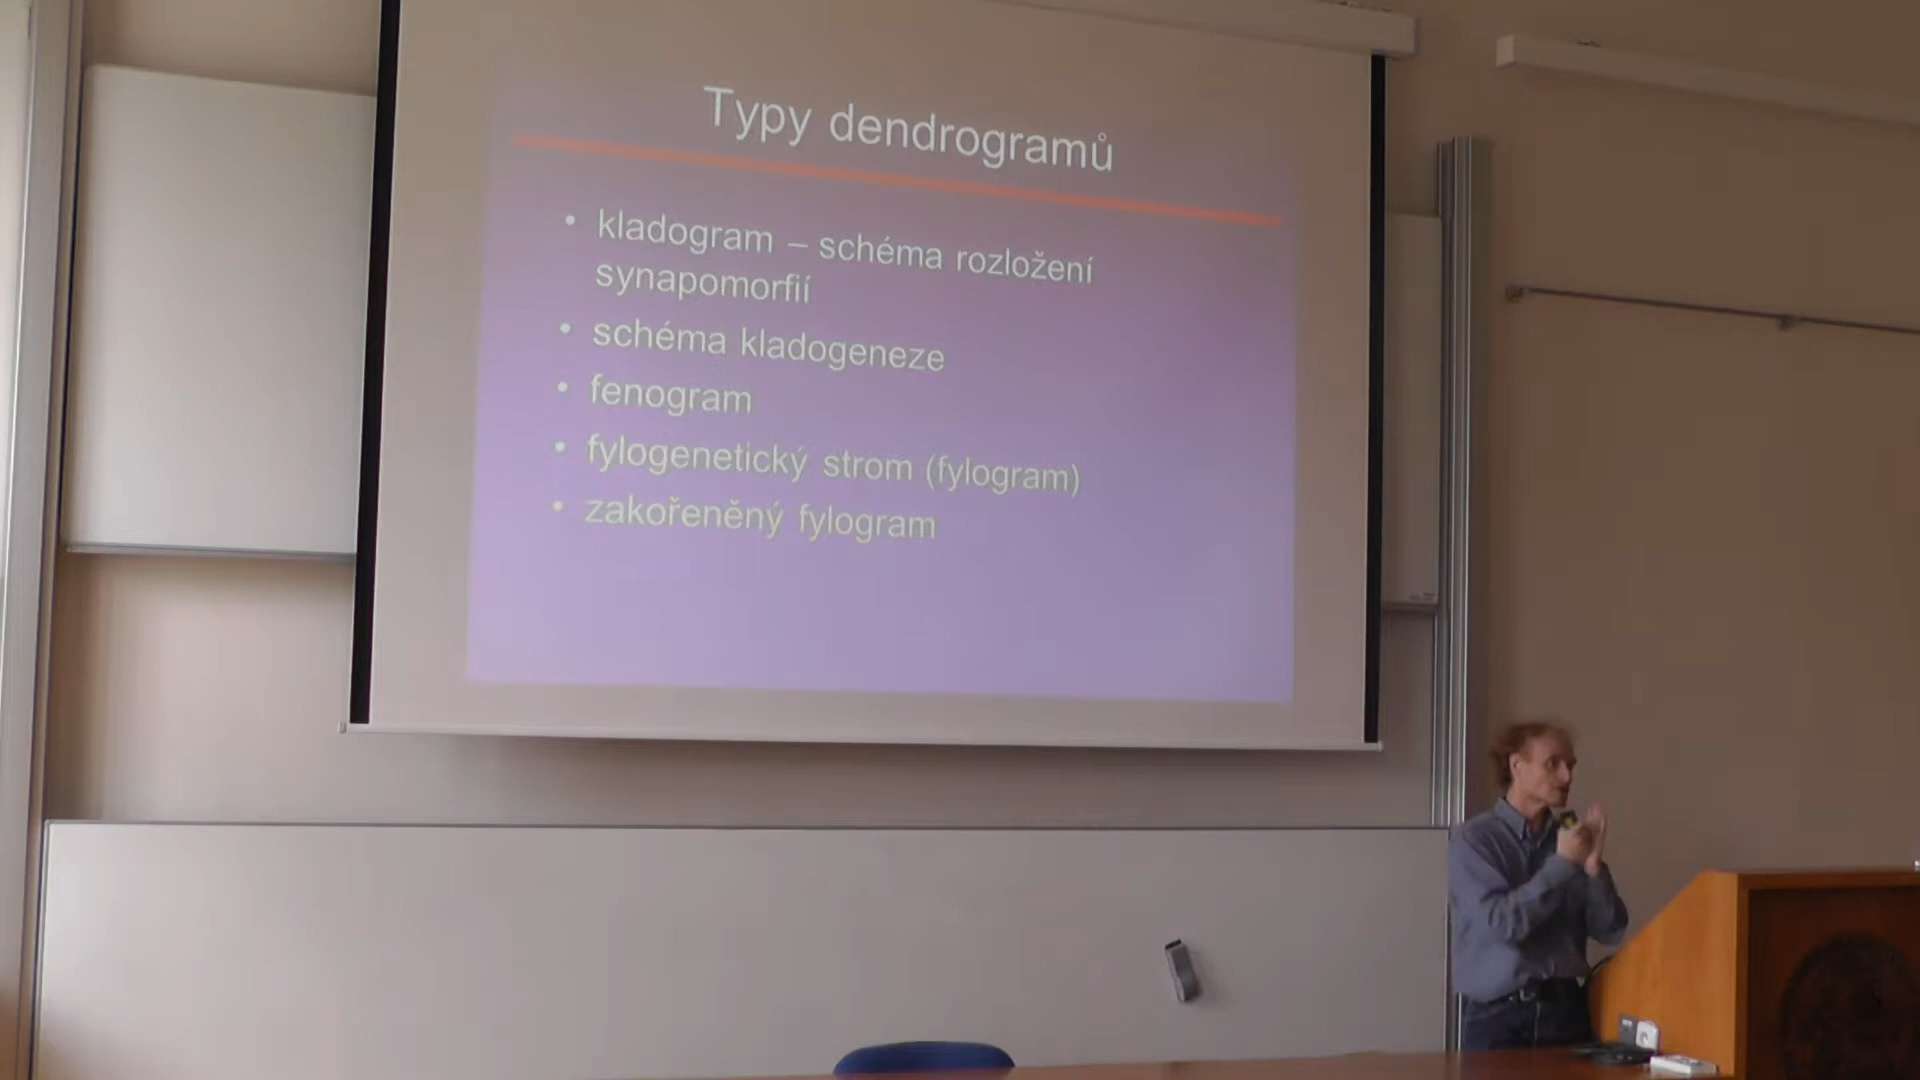 Typy dendrogramů
• kladogram – schéma rozložení
synapomorfií
• schéma kladogeneze
• fenogram
• fylogenetický strom (fylogram)
• zakořeněný fylogram